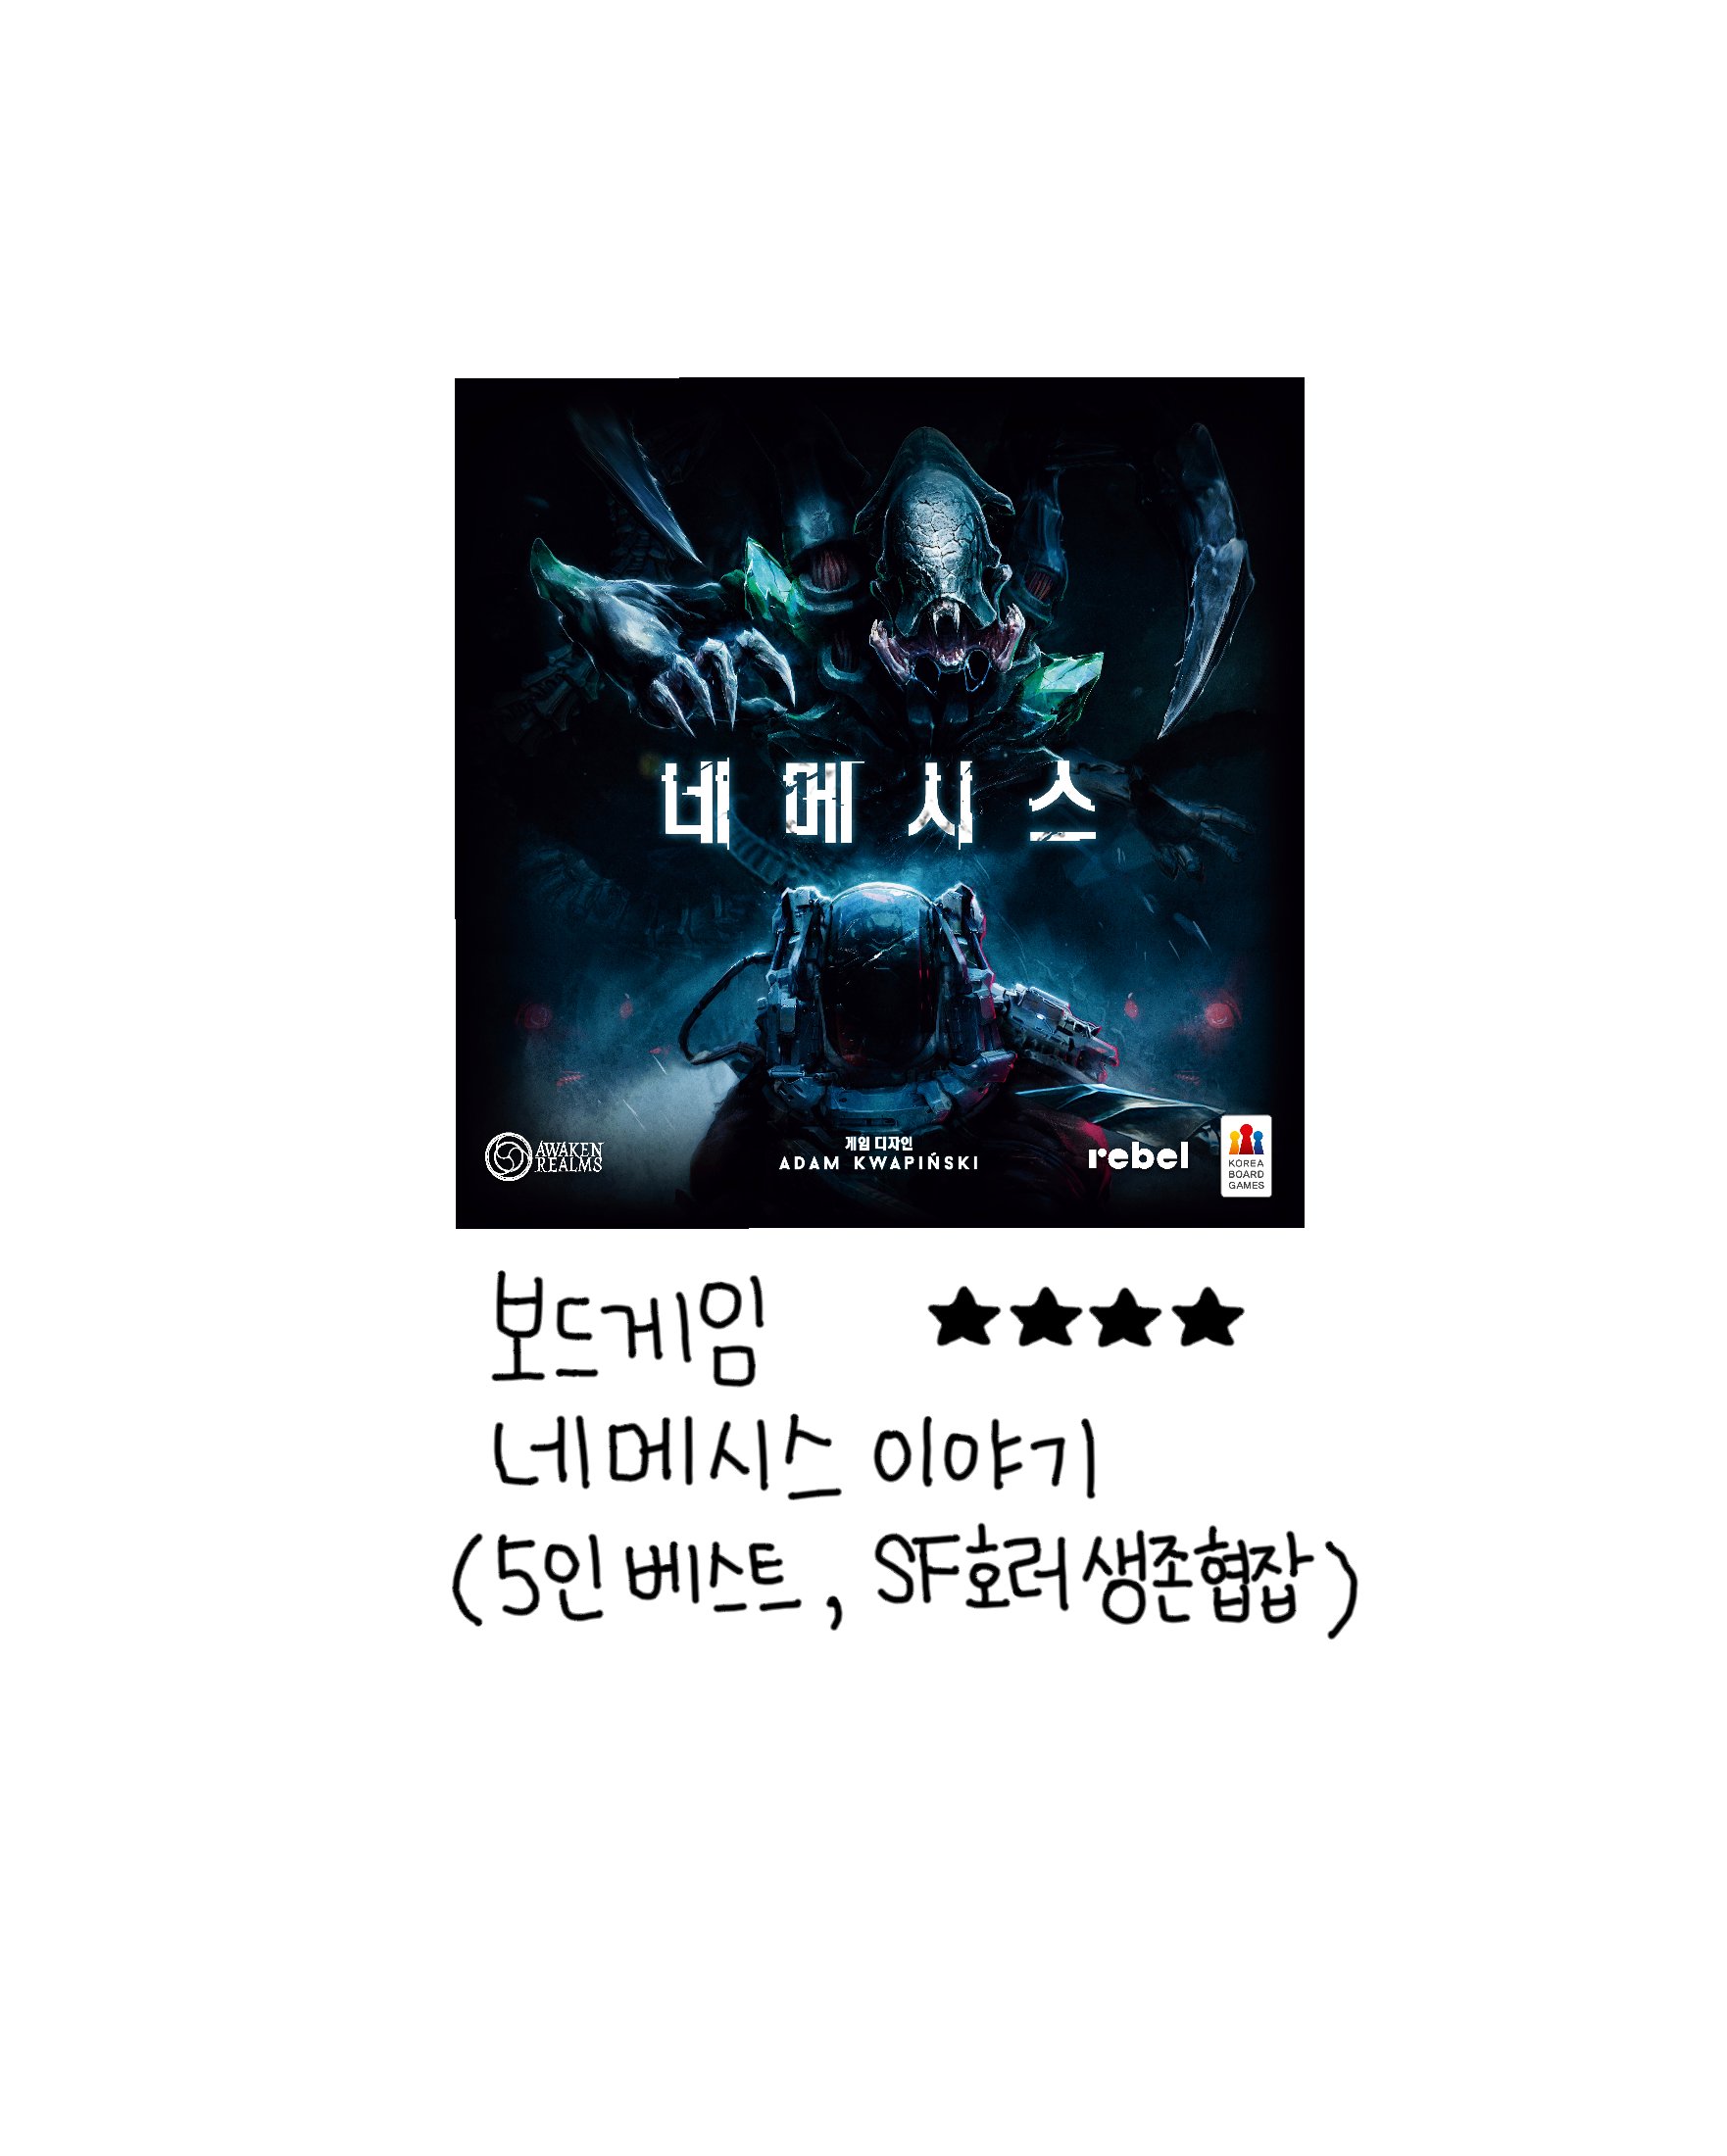 네메시스
AWAKEN
REALMS
게임 디자인
ADAM KWAPIŃSKI
rebel
KOREA
BOARD
GAMES
보드게임 ★★★★
네메시스 이야기
(5인 베스트, SF호러 생존협잡)